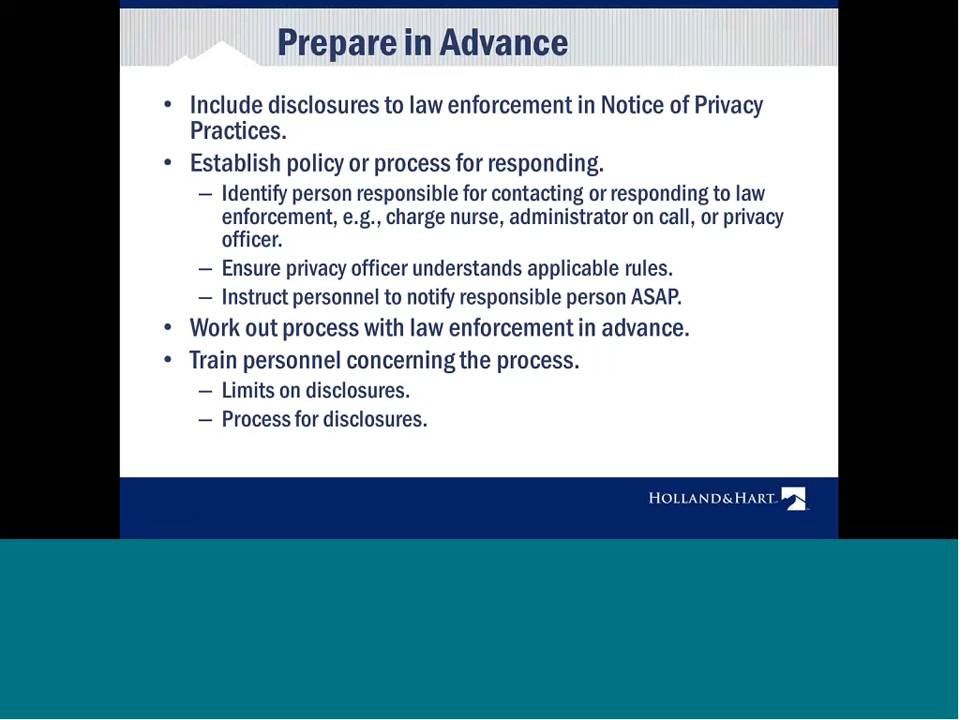 Prepare in Advance
• Include disclosures to law enforcement in Notice of Privacy
Practices.
• Establish policy or process for responding.
– Identify person responsible for contacting or responding to law
enforcement, e.g., charge nurse, administrator on call, or privacy
officer.
– Ensure privacy officer understands applicable rules.
– Instruct personnel to notify responsible person ASAP.
• Work out process with law enforcement in advance.
• Train personnel concerning the process.
– Limits on disclosures.
– Process for disclosures.
HOLLAND&HART